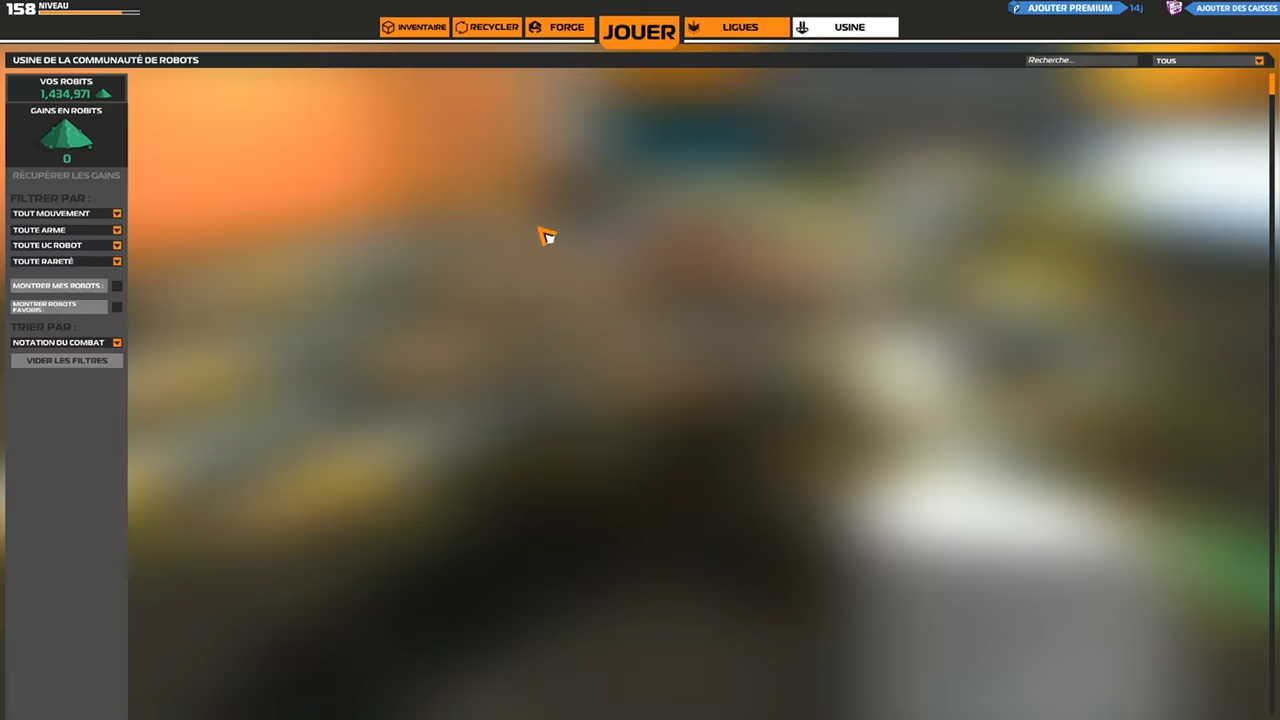 158 NIVEAU
AJOUTER PREMIUM 14j
AJOUTER DES CAISSES
INVENTAIRE
RECYCLER
FORGE
JOUER
LIGUES
USINE
USINE DE LA COMMUNAUTÉ DE ROBOTS
Recherche...
TOUS
VOS ROBITS
1,434,971
GAINS EN ROBITS
0
RÉCUPÉRER LES GAINS
FILTRER PAR :
TOUT MOUVEMENT
TOUTE ARME
TOUTE UC ROBOT
TOUTE RARETÉ
MONTRER MES ROBOTS :
MONTRER ROBOTS
FAVORIS :
TRIER PAR :
NOTATION DU COMBAT
VIDER LES FILTRES